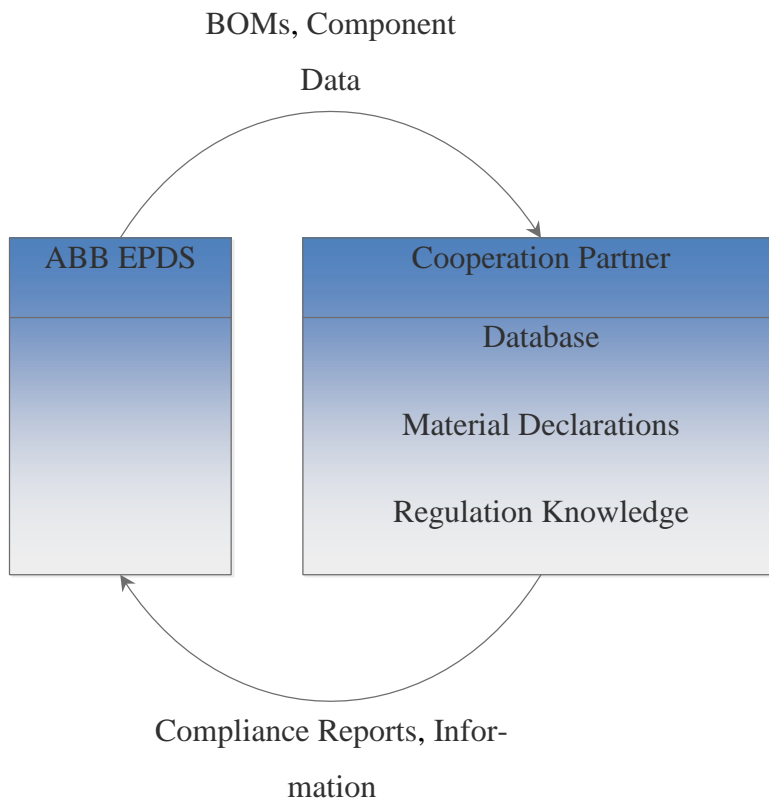 BOMs, Component
Data
ABB EPDS
Cooperation Partner
Database
Material Declarations
Regulation Knowledge
Compliance Reports, Infor-
mation